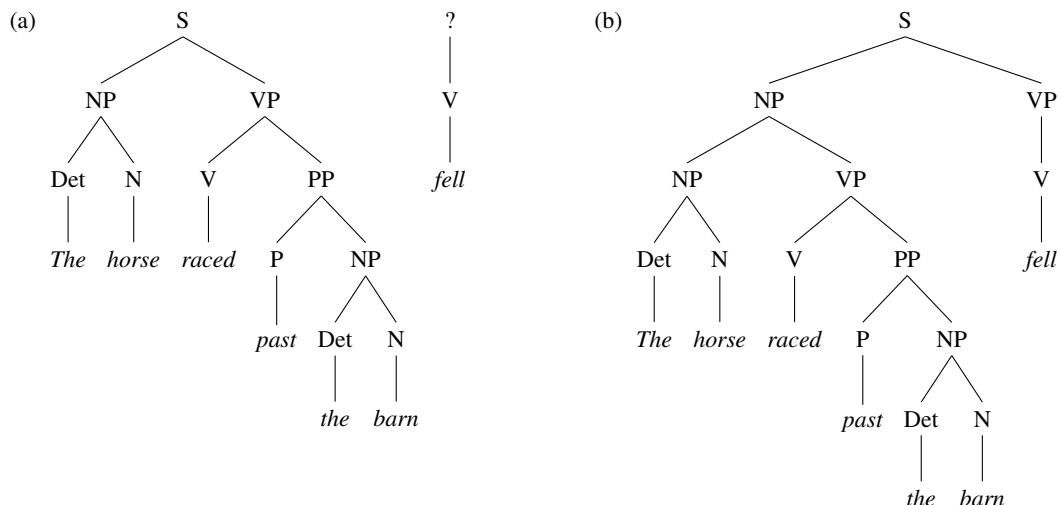 (a) S ? (b) S
NP VP V NP VP
Det N V PP fell NP VP V
The horse raced P NP Det N V PP fell
past Det N The horse raced P NP
the barn past Det N
the barn